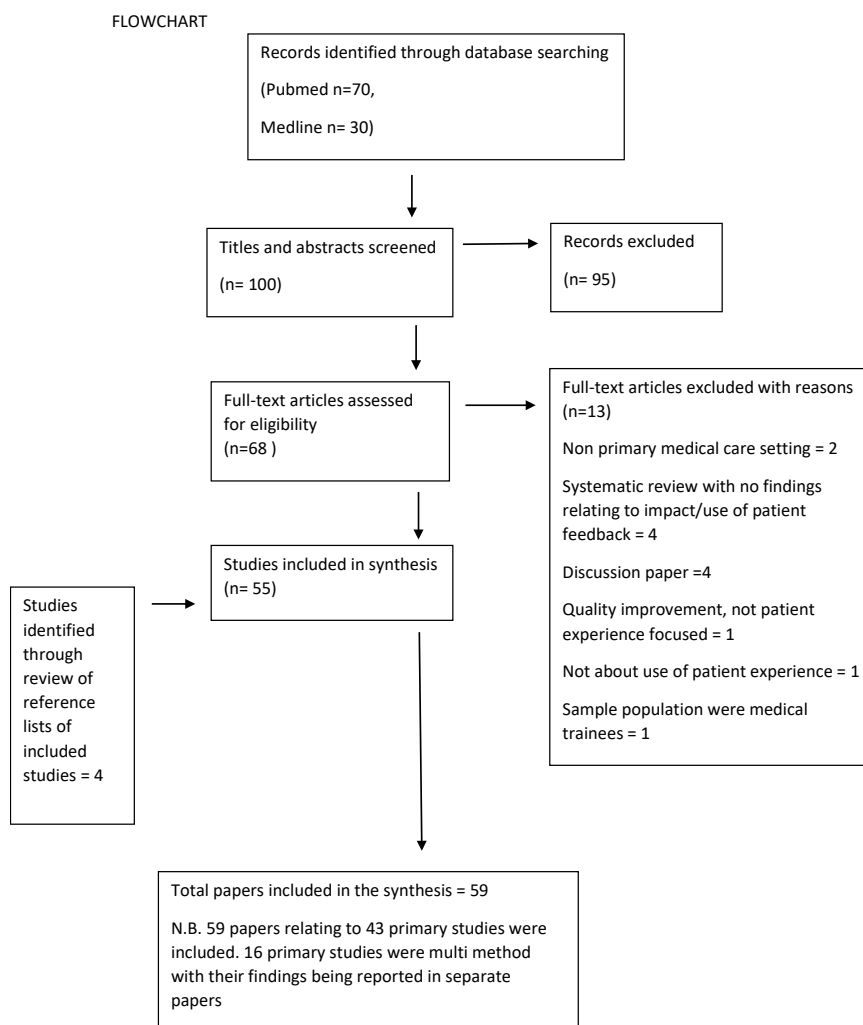 FLOWCHART
Records identified through database searching
(Pubmed n=70,
Medline n= 30)
Titles and abstracts screened
(n= 100)
Records excluded
(n= 95)
Full-text articles assessed
for eligibility
(n=68 )
Full-text articles excluded with reasons
(n=13)
Non primary medical care setting = 2
Systematic review with no findings
relating to impact/use of patient
feedback = 4
Discussion paper =4
Quality improvement, not patient
experience focused = 1
Not about use of patient experience = 1
Sample population were medical
trainees = 1
Studies included in synthesis
(n= 55)
Studies
identified
through
review of
reference
lists of
included
studies = 4
Total papers included in the synthesis = 59
N.B. 59 papers relating to 43 primary studies were
included. 16 primary studies were multi method
with their findings being reported in separate
papers